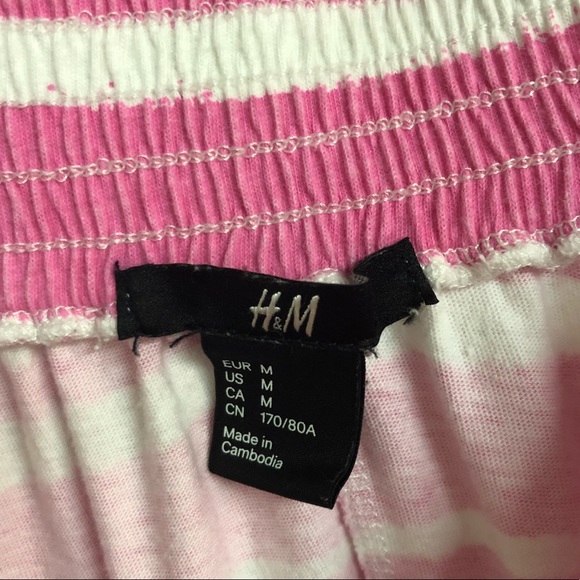 H&M
EUR M
US M
CA M
CN 170/80A
Made in
Cambodia